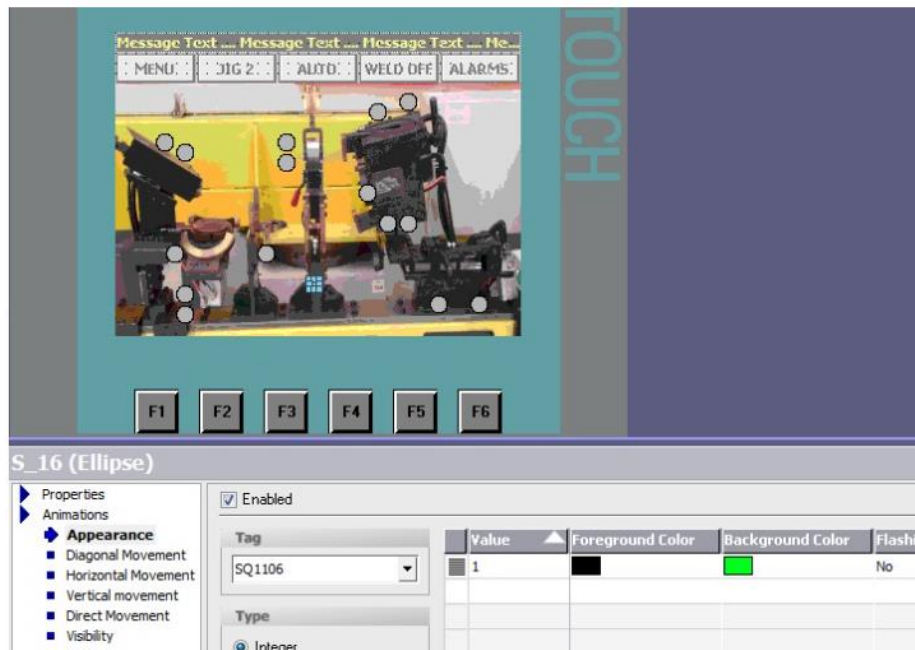 Message Text .... Message Text .... Message Text .... Me...
MENU DIG 2 AUTO WELD OFF ALARMS
TOUCH
F1 F2 F3 F4 F5 F6
S_16 (Ellipse)
Properties
Animations
Appearance
Diagonal Movement
Horizontal Movement
Vertical movement
Direct Movement
Visibility
Enabled
Tag
SQ1106
Type
Integer
Value Foreground Color Background Color Flashi
1 No